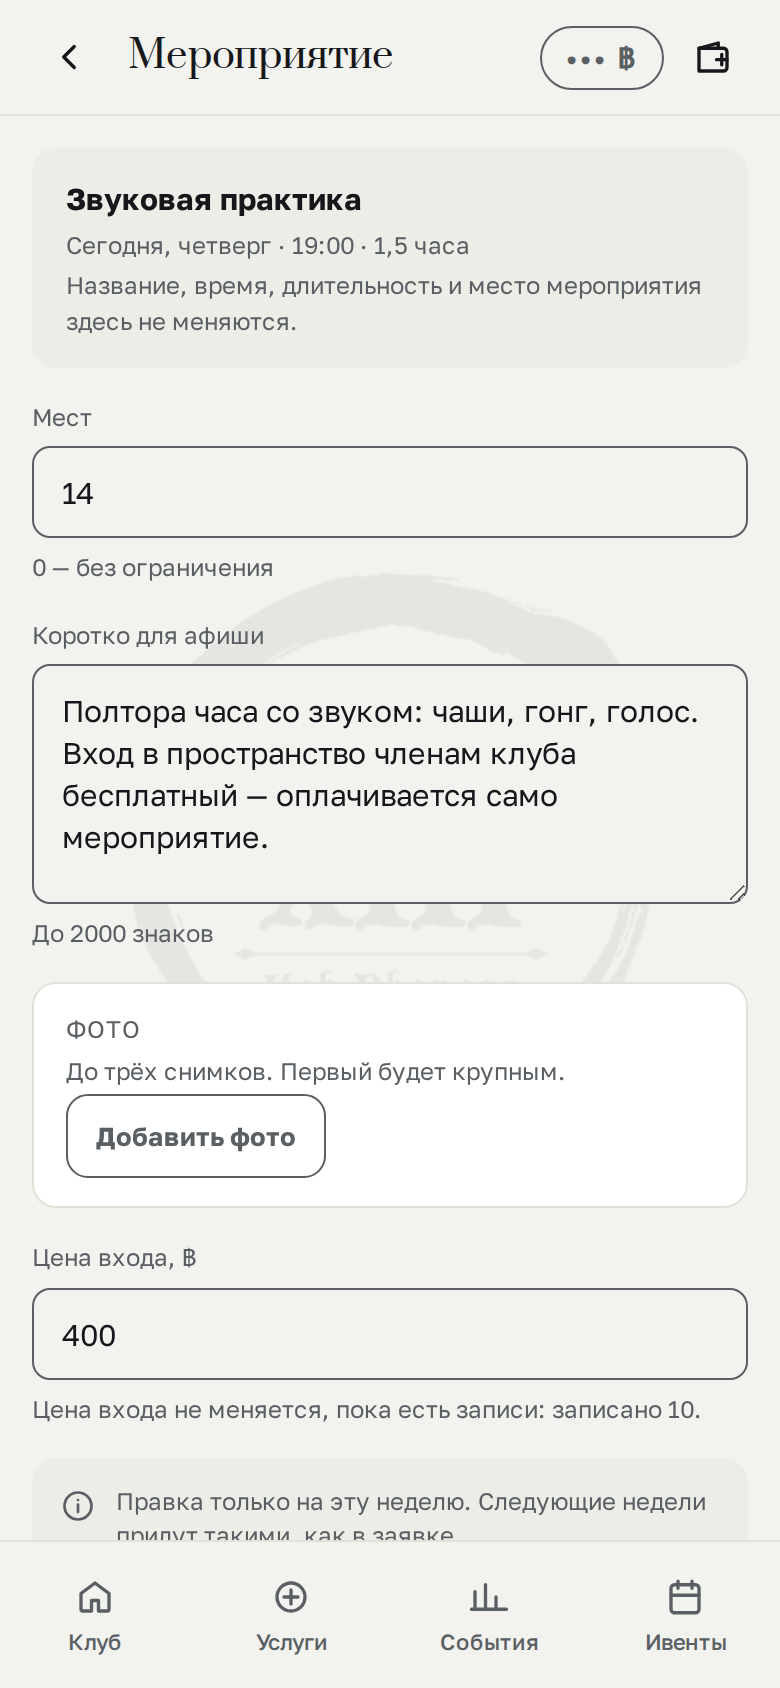 Мероприятие
••• ฿
Звуковая практика
Сегодня, четверг · 19:00 · 1,5 часа
Название, время, длительность и место мероприятия
здесь не меняются.
Мест
14
0 — без ограничения
Коротко для афиши
Полтора часа со звуком: чаши, гонг, голос.
Вход в пространство членам клуба
бесплатный — оплачивается само
мероприятие.
До 2000 знаков
ФОТО
До трёх снимков. Первый будет крупным.
Добавить фото
Цена входа, ฿
400
Цена входа не меняется, пока есть записи: записано 10.
Правка только на эту неделю. Следующие недели
придут такими, как в заявке.
Клуб
Услуги
События
Ивенты